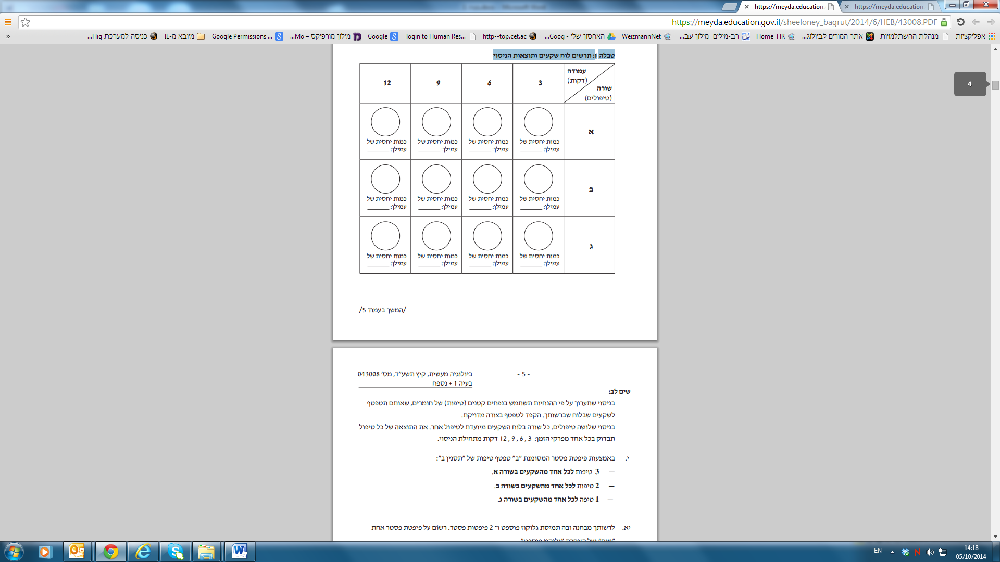 https://meyda.education.
https://meyda.education.
https://meyda.education.gov.il/sheeloney_bagrut/2014/6/HEB/43008.PDF
אפליקציות
מנהלת ההשתלמויות
אתר המורים לביולוג...
Home HR
רב-מילים מילון עב...
WeizmannNet
האחסון שלי - Goog...
http--top.cet.ac
login to Human Res...
Google
מילון מורפיקס – Mo...
Google Permissions ...
מיובא מ-IE
כניסה למערכת Hig...
»
4
טבלה 1: תרשים לוח שקעים ותוצאות הניסוי
עמודה
(דקות)
שורה
(טיפולים)
3
6
9
12
א
כמות יחסית של
עמילן: ______
כמות יחסית של
עמילן: ______
כמות יחסית של
עמילן: ______
כמות יחסית של
עמילן: ______
ב
כמות יחסית של
עמילן: ______
כמות יחסית של
עמילן: ______
כמות יחסית של
עמילן: ______
כמות יחסית של
עמילן: ______
ג
כמות יחסית של
עמילן: ______
כמות יחסית של
עמילן: ______
כמות יחסית של
עמילן: ______
כמות יחסית של
עמילן: ______
/המשך בעמוד 5/
- 5 -
ביולוגיה מעשית, קיץ תשע"ד, מס' 043008
בעיה 1 + נספח
שים לב:
בניסוי שתערוך על פי ההנחיות תשתמש בנפחים קטנים (טיפות) של חומרים, שאותם תטפטף
לשקעים שבלוח שברשותך. הקפד לטפטף בצורה מדויקת.
בניסוי שלושה טיפולים. כל שורה בלוח השקעים מיועדת לטיפול אחר. את התוצאה של כל טיפול
תבדוק בכל אחד מפרקי הזמן: 3 , 6 , 9 , 12 דקות מתחילת הניסוי.
י. באמצעות פיפטת פסטר המסומנת "ב" טפטף טיפות של "תסנין ב":
— 3 טיפות לכל אחד מהשקעים בשורה א.
— 2 טיפות לכל אחד מהשקעים בשורה ב.
— 1 טיפה לכל אחד מהשקעים בשורה ג.
יא. לרשותך מבחנה ובה תמיסת גלוקוז פוספט ו־ 2 פיפטות פסטר. רשום על פיפטת פסטר אחת
"מים" ועל האחרת "גלוקוז פוספט"
EN
14:18
05/10/2014